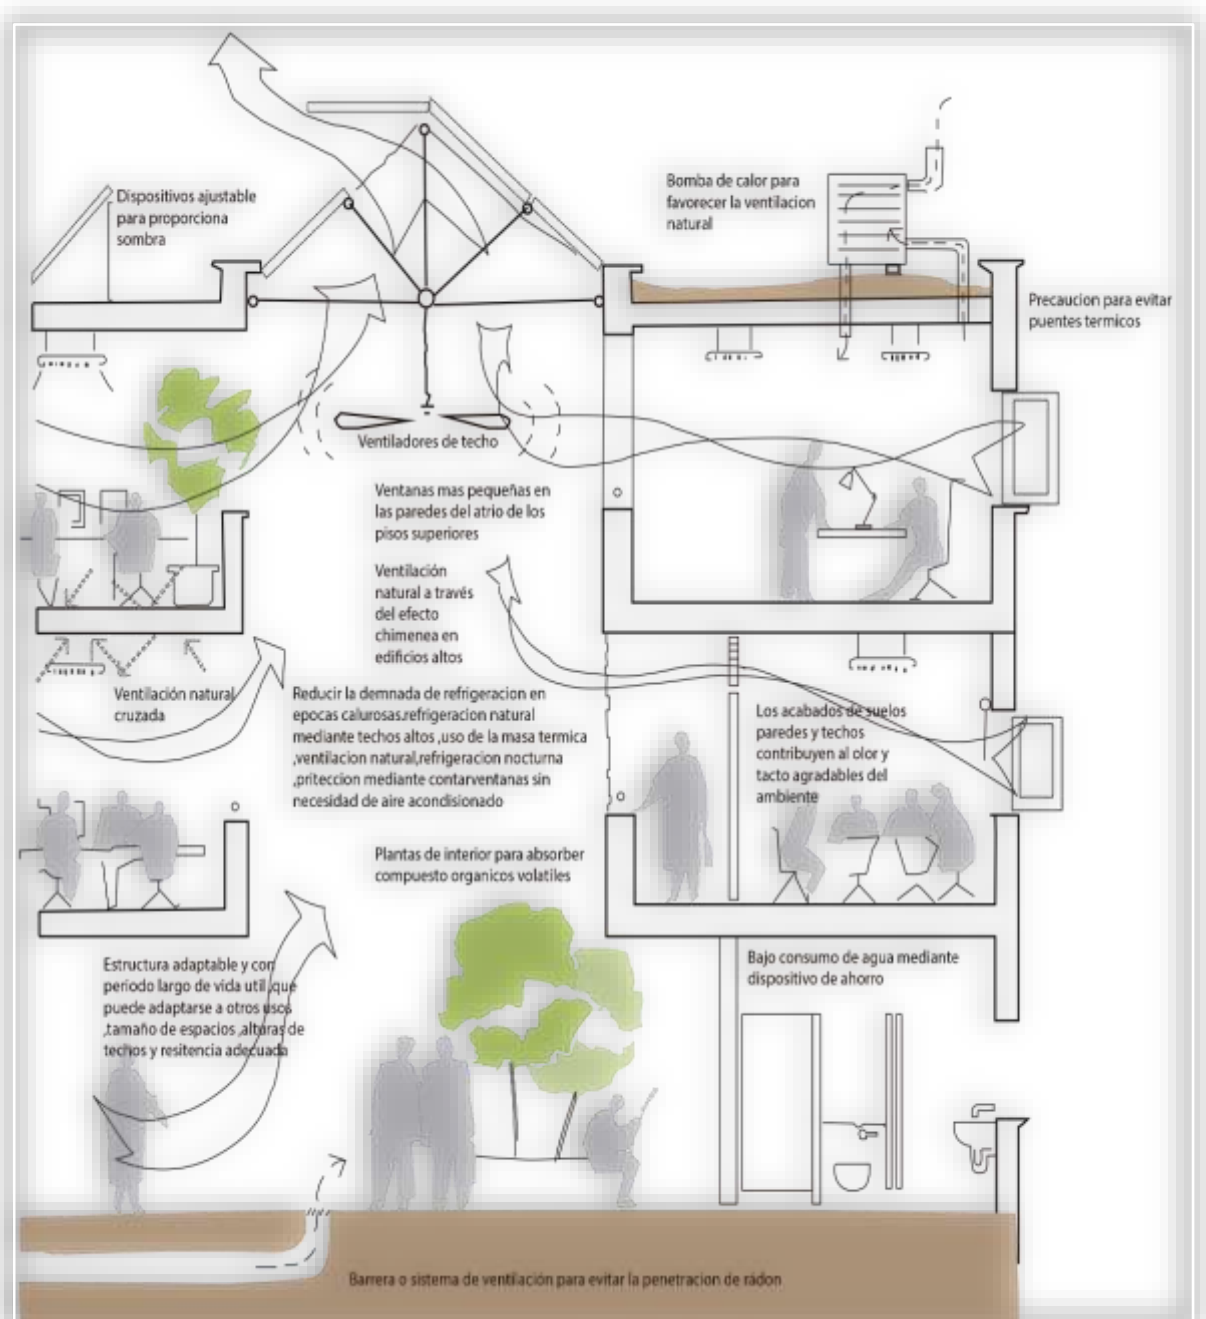 Dispositivos ajustable
para proporciona
sombra
Bomba de calor para
favorecer la ventilacion
natural
Precaucion para evitar
puentes termicos
Ventiladores de techo
Ventanas mas pequeñas en
las paredes del atrio de los
pisos superiores
Ventilación
natural a través
del efecto
chimenea en
edificios altos
Ventilación natural
cruzada
Reducir la demnada de refrigeracion en
epocas calurosas,refrigeracion natural
mediante techos altos ,uso de la masa termica
,ventilacion natural,refrigeracion nocturna
,priteccion mediante contarventanas sin
necesidad de aire acondisionado
Los acabados de suelos
paredes y techos
contribuyen al olor y
tacto agradables del
ambiente
Plantas de interior para absorber
compuesto organicos volatiles
Estructura adaptable y con
periodo largo de vida util ,que
puede adaptarse a otros usos
,tamaño de espacios ,alturas de
techos y resitencia adecuada
Bajo consumo de agua mediante
dispositivo de ahorro
Barrera o sistema de ventilación para evitar la penetracion de rádon